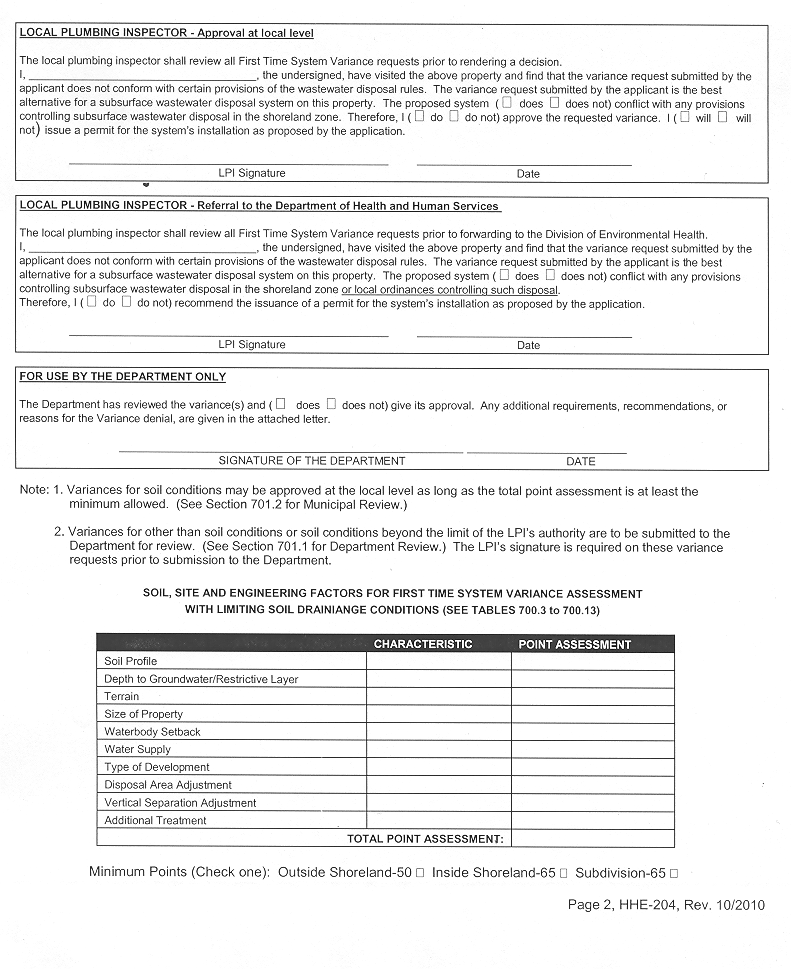 LOCAL PLUMBING INSPECTOR - Approval at local level
The local plumbing inspector shall review all First Time System Variance requests prior to rendering a decision.
I, ___________________________________, the undersigned, have visited the above property and find that the variance request submitted by the
applicant does not conform with certain provisions of the wastewater disposal rules. The variance request submitted by the applicant is the best
alternative for a subsurface wastewater disposal system on this property. The proposed system ( ☐ does ☐ does not) conflict with any provisions
controlling subsurface wastewater disposal in the shoreland zone. Therefore, I ( ☐ do ☐ do not) approve the requested variance. I ( ☐ will ☐ will
not) issue a permit for the system's installation as proposed by the application.
LPI Signature Date
LOCAL PLUMBING INSPECTOR - Referral to the Department of Health and Human Services
The local plumbing inspector shall review all First Time System Variance requests prior to forwarding to the Division of Environmental Health.
I, ___________________________________, the undersigned, have visited the above property and find that the variance request submitted by the
applicant does not conform with certain provisions of the wastewater disposal rules. The variance request submitted by the applicant is the best
alternative for a subsurface wastewater disposal system on this property. The proposed system ( ☐ does ☐ does not) conflict with any provisions
controlling subsurface wastewater disposal in the shoreland zone or local ordinances controlling such disposal.
Therefore, I ( ☐ do ☐ do not) recommend the issuance of a permit for the system's installation as proposed by the application.
LPI Signature Date
FOR USE BY THE DEPARTMENT ONLY
The Department has reviewed the variance(s) and ( ☐ does ☐ does not) give its approval. Any additional requirements, recommendations, or
reasons for the Variance denial, are given in the attached letter.
SIGNATURE OF THE DEPARTMENT DATE
Note: 1. Variances for soil conditions may be approved at the local level as long as the total point assessment is at least the
minimum allowed. (See Section 701.2 for Municipal Review.)
2. Variances for other than soil conditions or soil conditions beyond the limit of the LPI's authority are to be submitted to the
Department for review. (See Section 701.1 for Department Review.) The LPI's signature is required on these variance
requests prior to submission to the Department.
SOIL, SITE AND ENGINEERING FACTORS FOR FIRST TIME SYSTEM VARIANCE ASSESSMENT
WITH LIMITING SOIL DRAINIANGE CONDITIONS (SEE TABLES 700.3 to 700.13)
CHARACTERISTIC POINT ASSESSMENT
Soil Profile
Depth to Groundwater/Restrictive Layer
Terrain
Size of Property
Waterbody Setback
Water Supply
Type of Development
Disposal Area Adjustment
Vertical Separation Adjustment
Additional Treatment
TOTAL POINT ASSESSMENT:
Minimum Points (Check one): Outside Shoreland-50 ☐ Inside Shoreland-65 ☐ Subdivision-65 ☐
Page 2, HHE-204, Rev. 10/2010